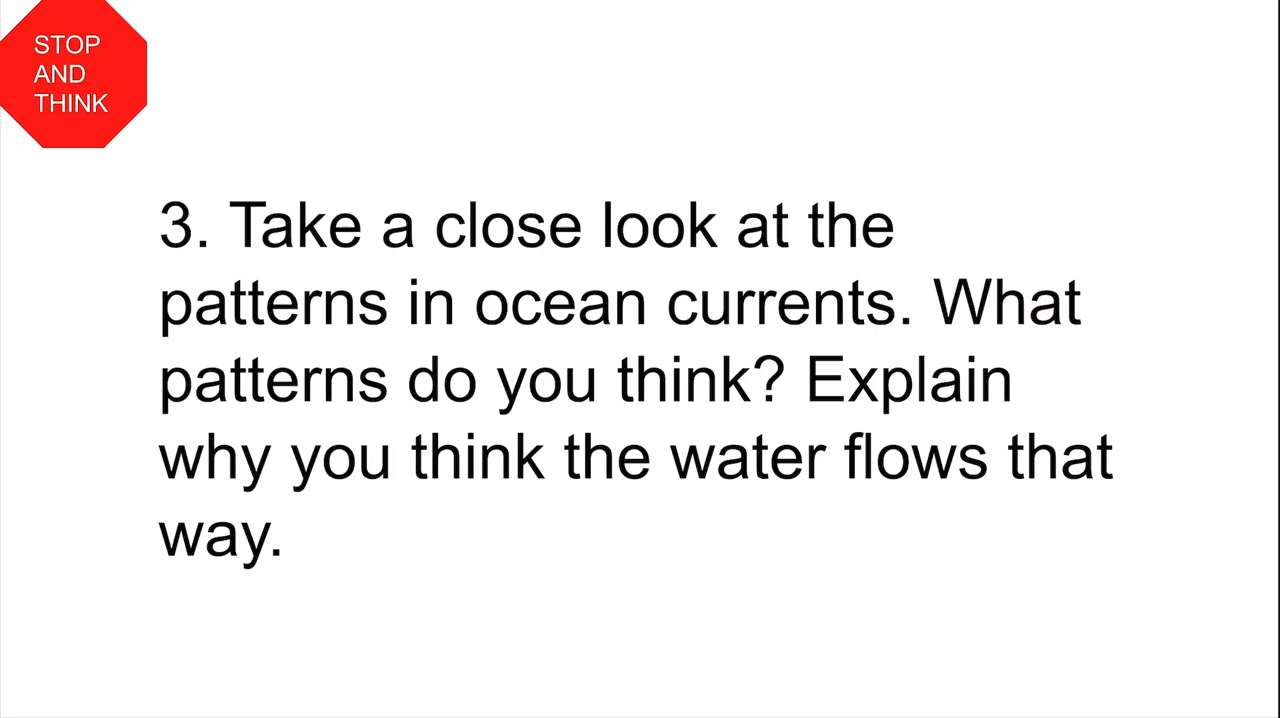 STOP
AND
THINK
3. Take a close look at the
patterns in ocean currents. What
patterns do you think? Explain
why you think the water flows that
way.